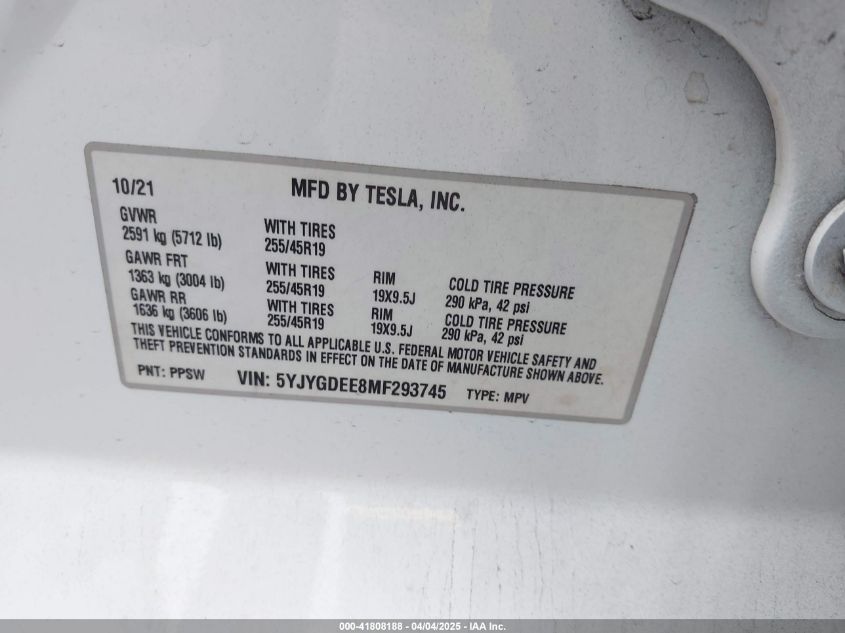 10/21 MFD BY TESLA, INC.
GVWR
2591 kg (5712 lb) WITH TIRES 255/45R19
GAWR FRT
1363 kg (3004 lb) WITH TIRES 255/45R19 RIM 19X9.5J COLD TIRE PRESSURE 290 kPa, 42 psi
GAWR RR
1636 kg (3606 lb) WITH TIRES 255/45R19 RIM 19X9.5J COLD TIRE PRESSURE 290 kPa, 42 psi
THIS VEHICLE CONFORMS TO ALL APPLICABLE U.S. FEDERAL MOTOR VEHICLE SAFETY AND
THEFT PREVENTION STANDARDS IN EFFECT ON THE DATE OF MANUFACTURE SHOWN ABOVE.
PNT: PPSW VIN: 5YJYGDEE8MF293745 TYPE: MPV
000-41808188 - 04/04/2025 - IAA Inc.